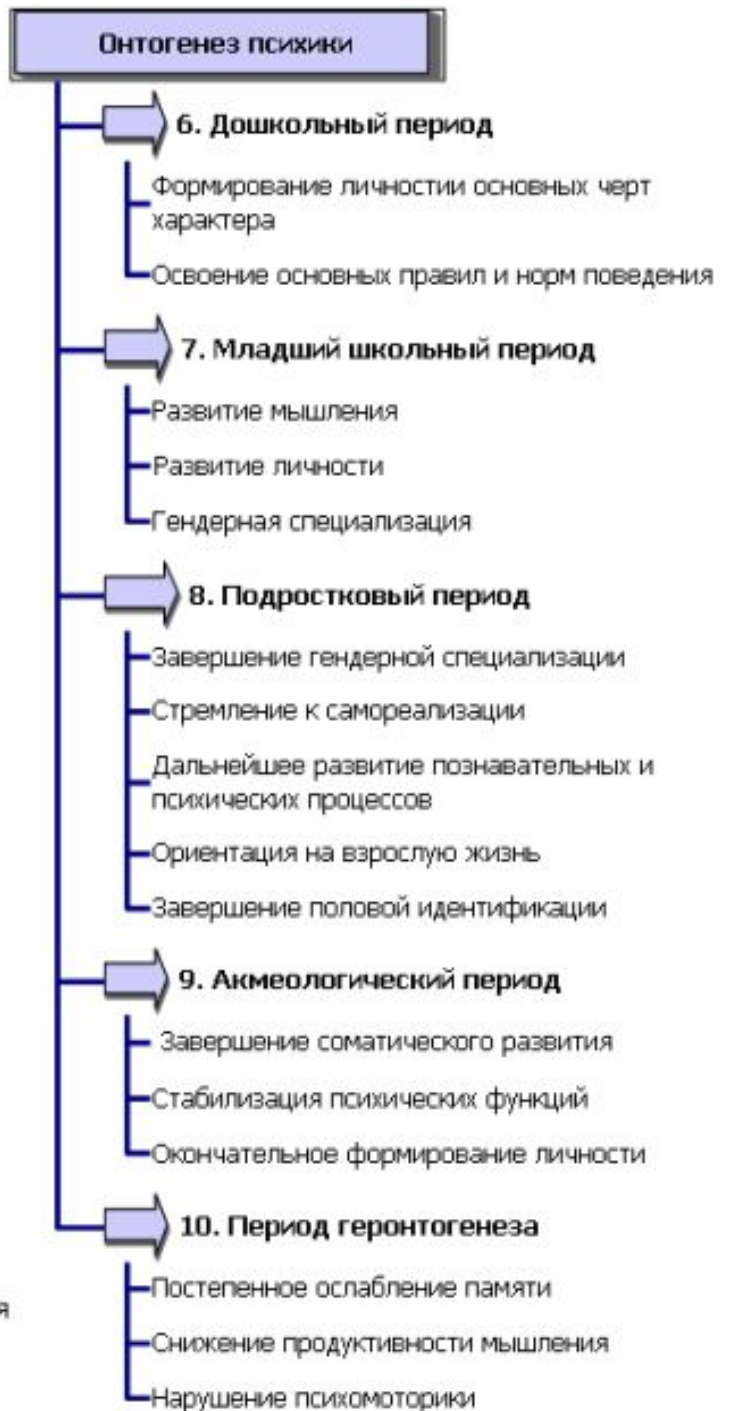 Онтогенез психики
6. Дошкольный период
Формирование личностии основных черт
характера
Освоение основных правил и норм поведения
7. Младший школьный период
Развитие мышления
Развитие личности
Гендерная специализация
8. Подростковый период
Завершение гендерной специализации
Стремление к самореализации
Дальнейшее развитие познавательных и
психических процессов
Ориентация на взрослую жизнь
Завершение половой идентификации
9. Акмеологический период
Завершение соматического развития
Стабилизация психических функций
Окончательное формирование личности
10. Период геронтогенеза
Постепенное ослабление памяти
я
Снижение продуктивности мышления
Нарушение психомоторики